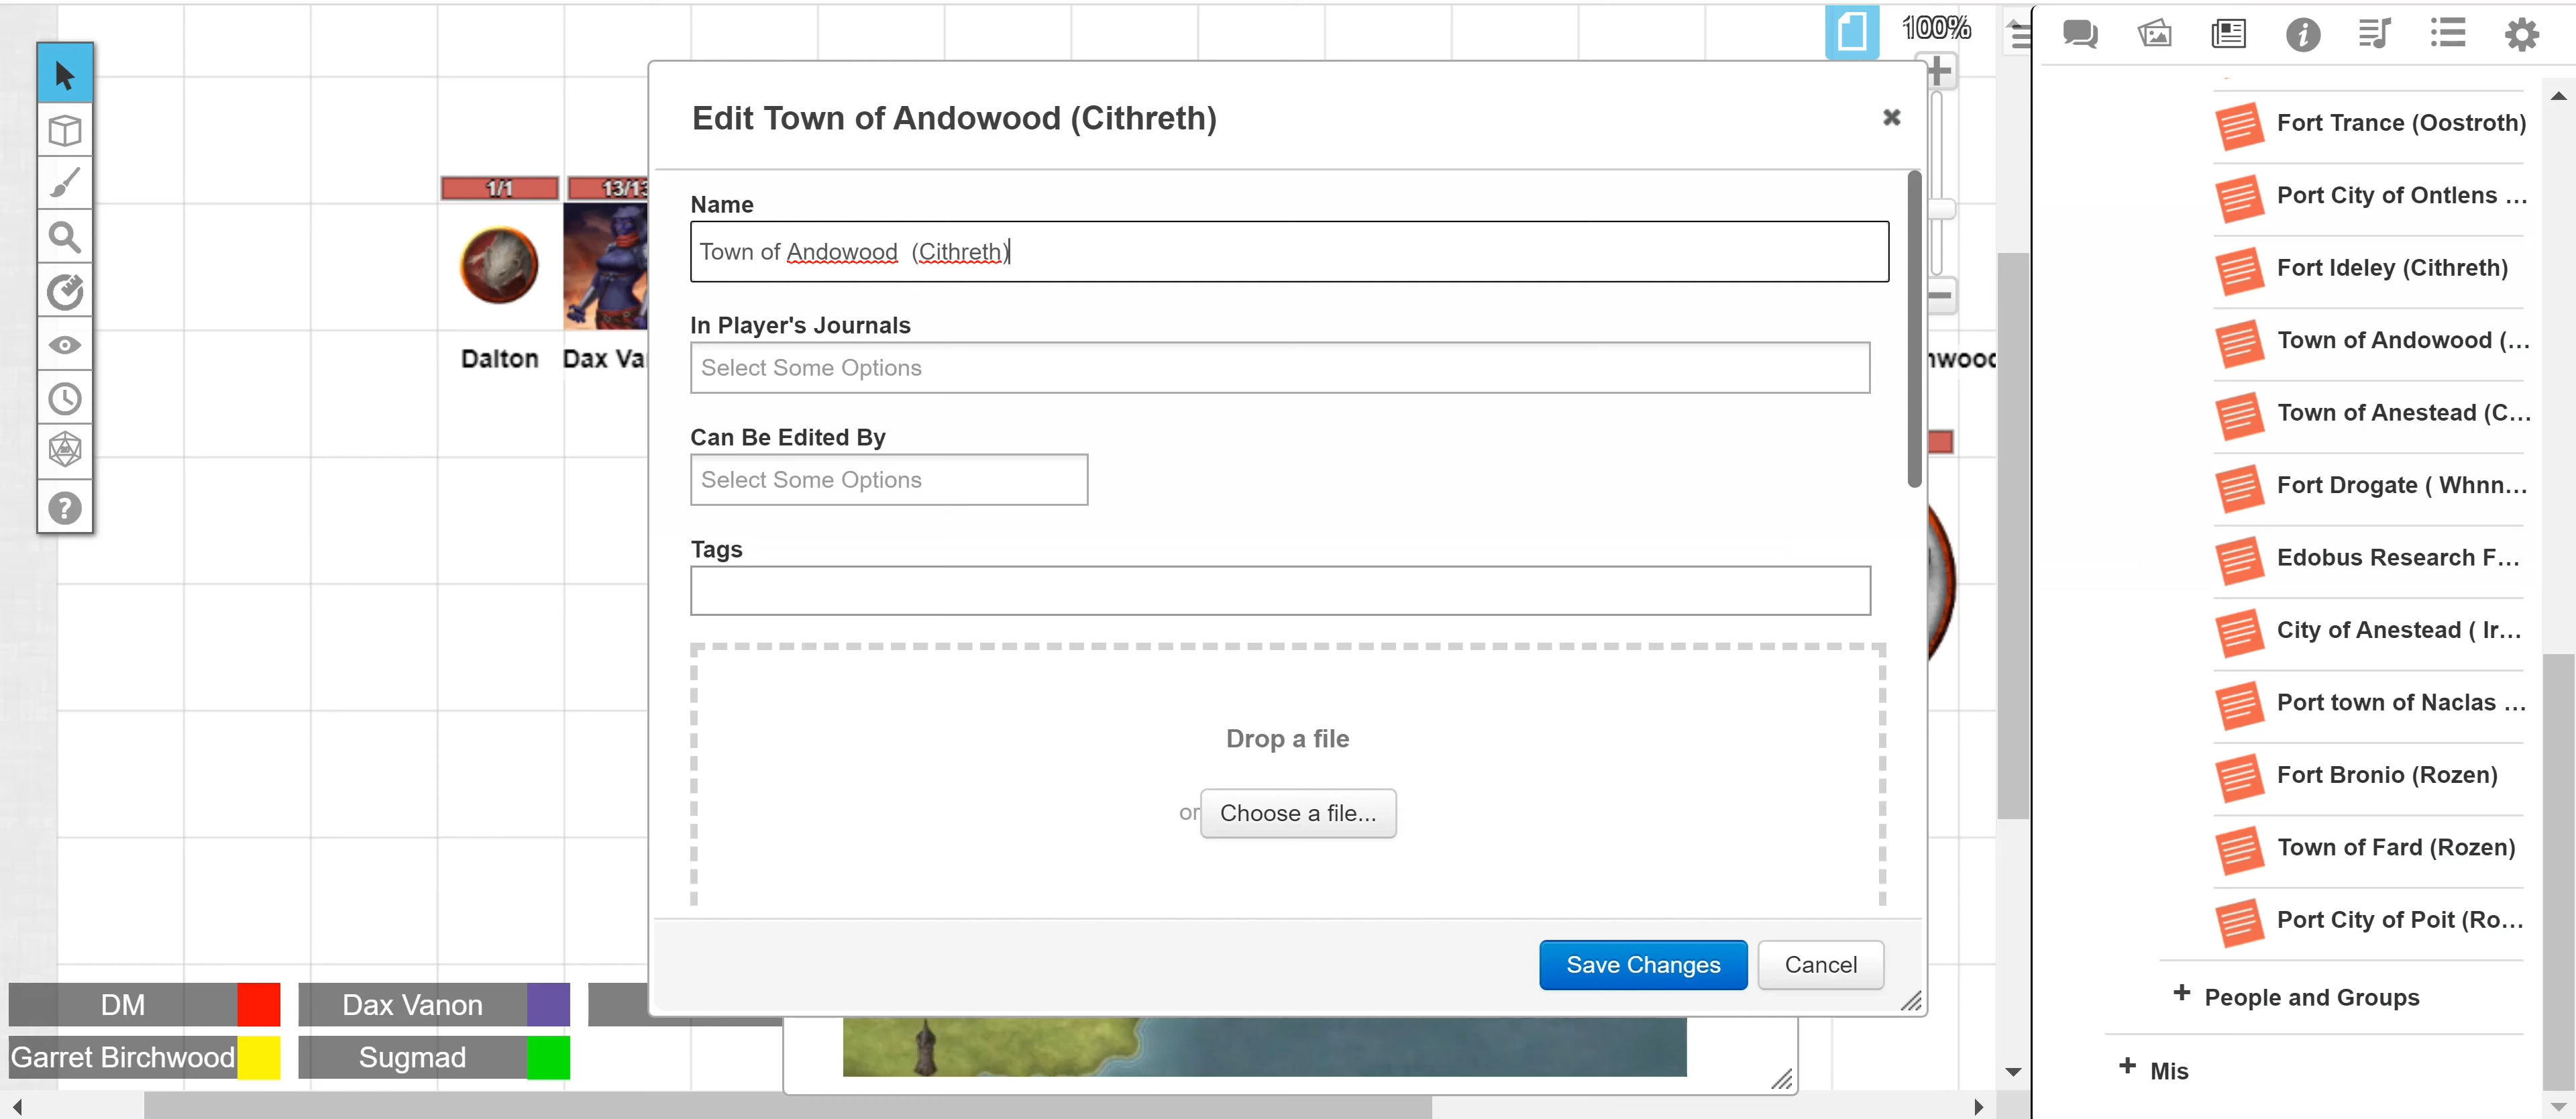 100%
Edit Town of Andowood (Cithreth)
Name
Town of Andowood  (Cithreth)
In Player's Journals
Select Some Options
Can Be Edited By
Select Some Options
Tags
Drop a file
or Choose a file...
Save Changes
Cancel
1/1
13/13
Dalton
Dax Va
nwood
DM
Dax Vanon
Garret Birchwood
Sugmad
Fort Trance (Oostroth)
Port City of Ontlens ...
Fort Ideley (Cithreth)
Town of Andowood (...
Town of Anestead (C...
Fort Drogate ( Whnn...
Edobus Research F...
City of Anestead ( Ir...
Port town of Naclas ...
Fort Bronio (Rozen)
Town of Fard (Rozen)
Port City of Poit (Ro...
+ People and Groups
+ Mis